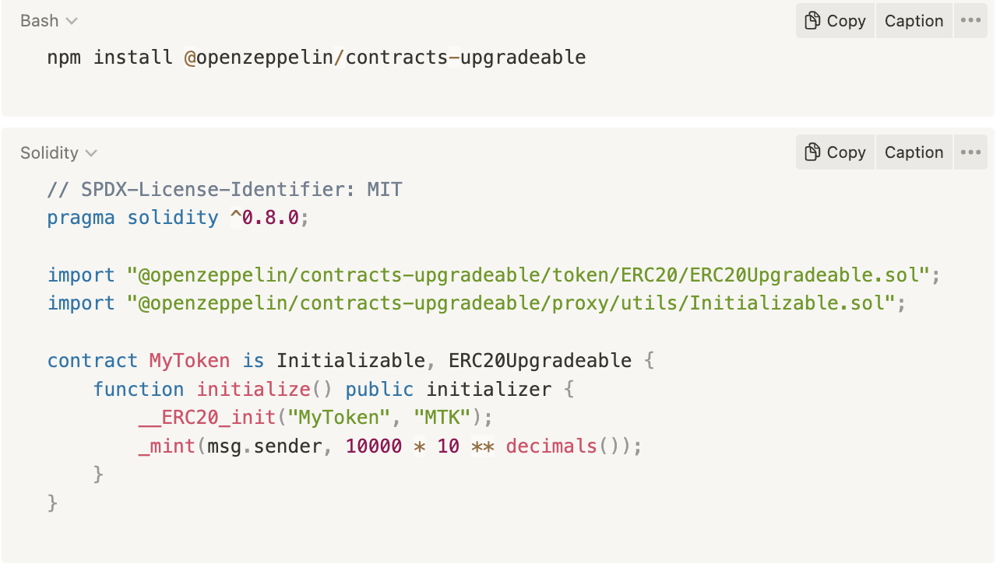 Bash
Copy
Caption
npm install @openzeppelin/contracts-upgradeable
Solidity
Copy
Caption
// SPDX-License-Identifier: MIT
pragma solidity ^0.8.0;
import "@openzeppelin/contracts-upgradeable/token/ERC20/ERC20Upgradeable.sol";
import "@openzeppelin/contracts-upgradeable/proxy/utils/Initializable.sol";
contract MyToken is Initializable, ERC20Upgradeable {
    function initialize() public initializer {
        __ERC20_init("MyToken", "MTK");
        _mint(msg.sender, 10000 * 10 ** decimals());
    }
}